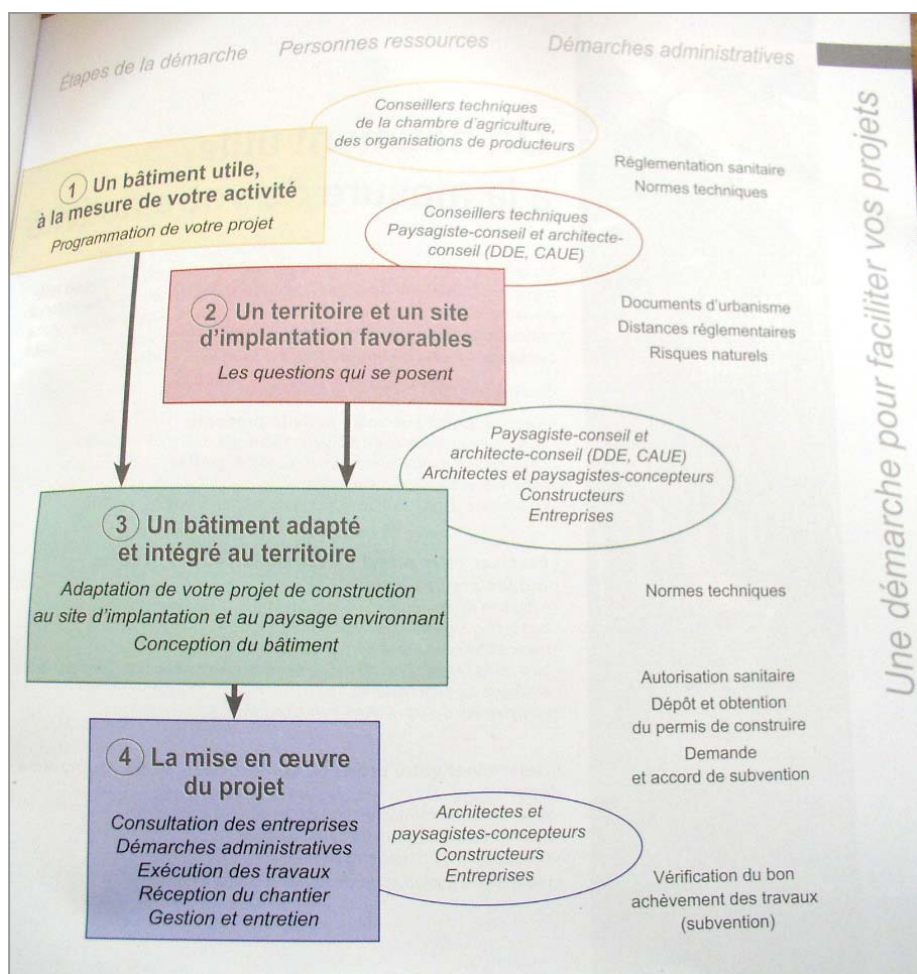 Étapes de la démarche
Personnes ressources
Démarches administratives
Une démarche pour faciliter vos projets
Conseillers techniques
de la chambre d'agriculture,
des organisations de producteurs
1 Un bâtiment utile,
à la mesure de votre activité
Programmation de votre projet
Réglementation sanitaire
Normes techniques
Conseillers techniques
Paysagiste-conseil et architecte-
conseil (DDE, CAUE)
2 Un territoire et un site
d'implantation favorables
Les questions qui se posent
Documents d'urbanisme
Distances réglementaires
Risques naturels
Paysagiste-conseil et
architecte-conseil (DDE, CAUE)
Architectes et paysagistes-concepteurs
Constructeurs
Entreprises
3 Un bâtiment adapté
et intégré au territoire
Adaptation de votre projet de construction
au site d'implantation et au paysage environnant
Conception du bâtiment
Normes techniques
Autorisation sanitaire
Dépôt et obtention
du permis de construire
Demande
et accord de subvention
4 La mise en œuvre
du projet
Consultation des entreprises
Démarches administratives
Exécution des travaux
Réception du chantier
Gestion et entretien
Architectes et
paysagistes-concepteurs
Constructeurs
Entreprises
Vérification du bon
achèvement des travaux
(subvention)